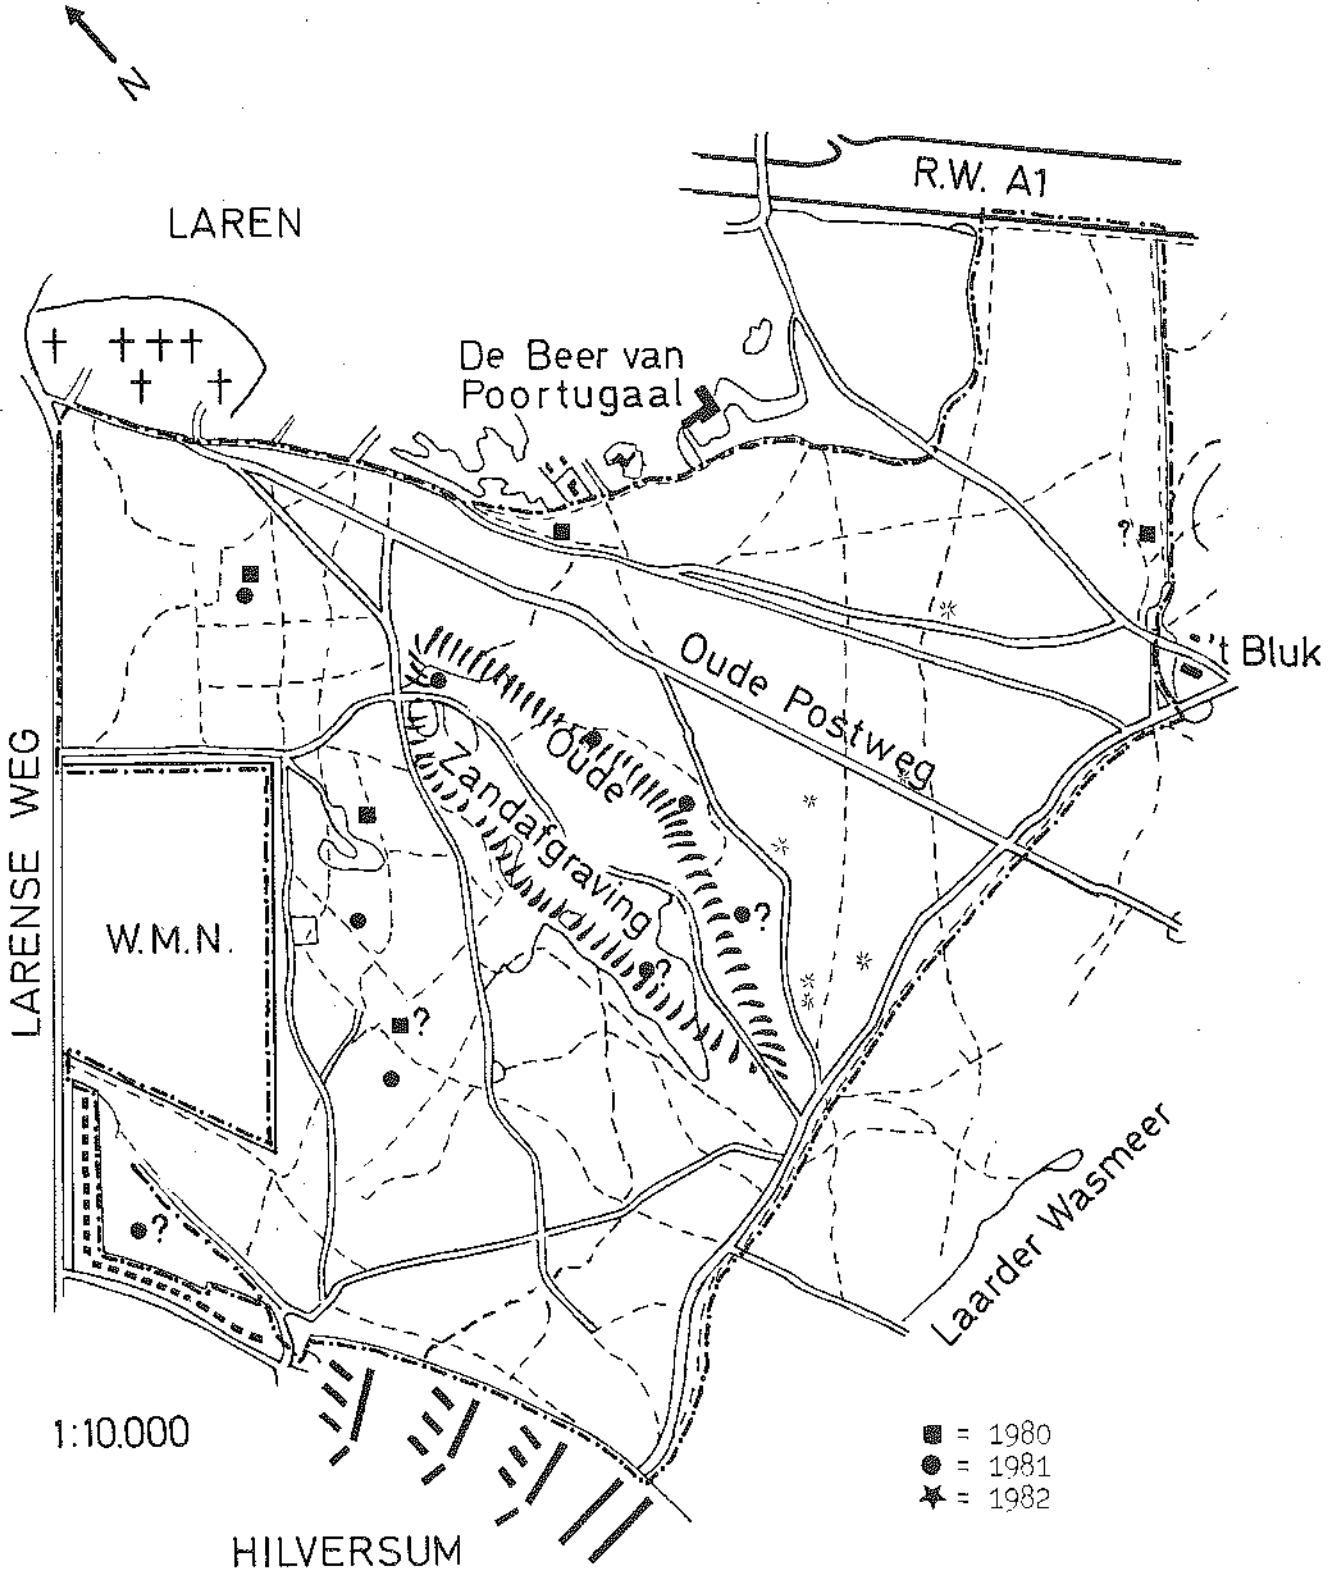 N
R.W. A1
LAREN
De Beer van
Poortugaal
?
't Bluk
Oude Postweg
Oude
Zandafgraving
LARENSE WEG
W.M.N.
?
?
?
?
Laarder Wasmeer
1:10.000
= 1980
= 1981
= 1982
HILVERSUM